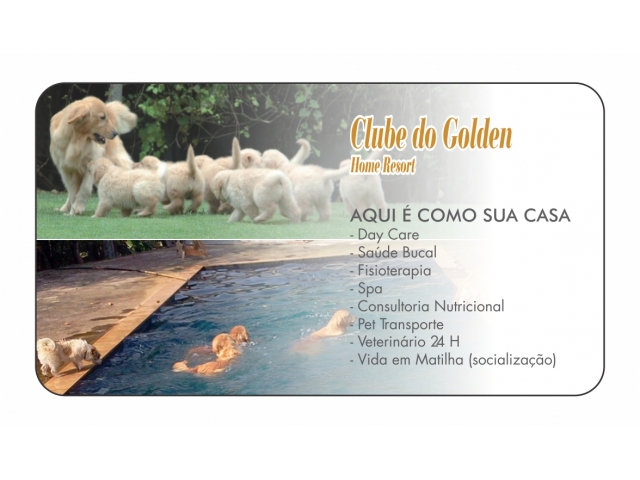 Clube do Golden
Home Resort
AQUI É COMO SUA CASA
- Day Care
- Saúde Bucal
- Fisioterapia
- Spa
- Consultoria Nutricional
- Pet Transporte
- Veterinário 24 H
- Vida em Matilha (socialização)